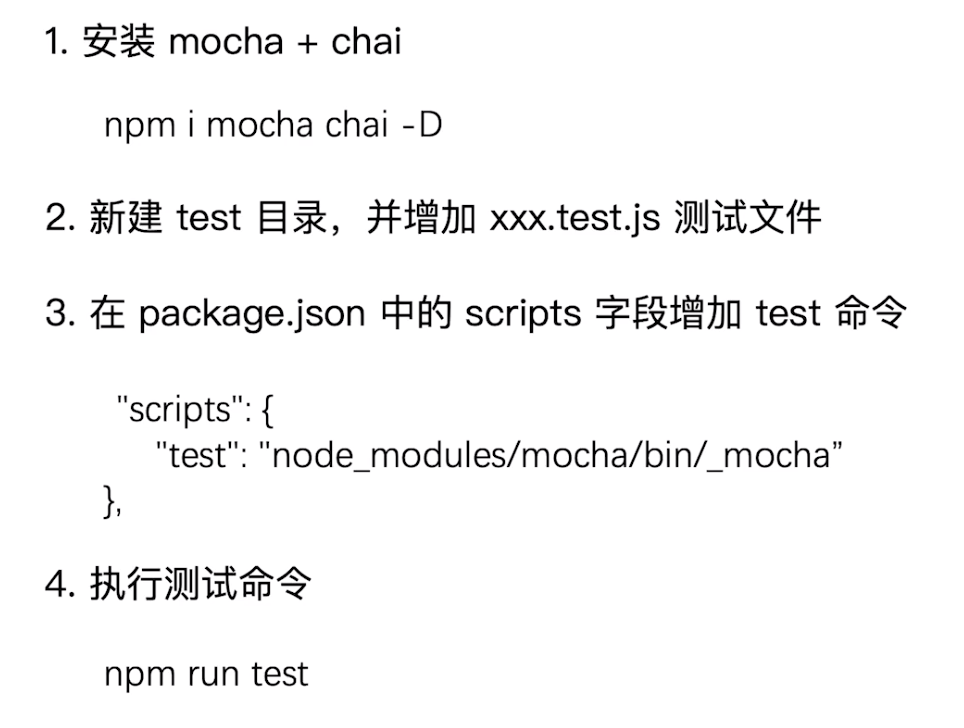 1. 安装 mocha + chai
npm i mocha chai -D
2. 新建 test 目录，并增加 xxx.test.js 测试文件
3. 在 package.json 中的 scripts 字段增加 test 命令
"scripts": {
"test": "node_modules/mocha/bin/_mocha”
},
4. 执行测试命令
npm run test